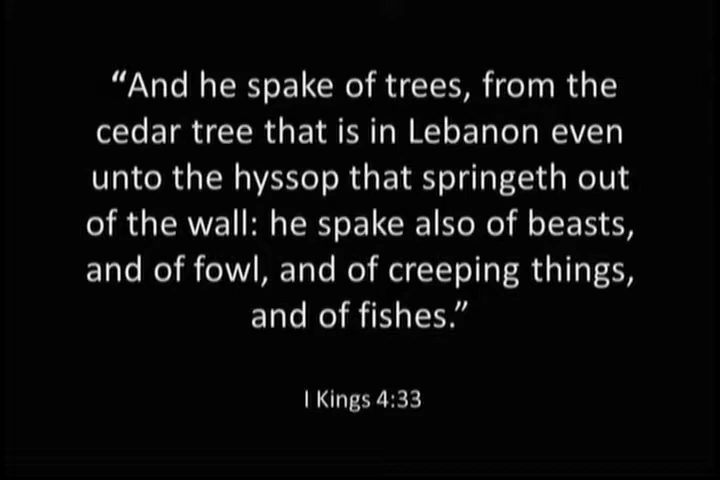 “And he spake of trees, from the
cedar tree that is in Lebanon even
unto the hyssop that springeth out
of the wall: he spake also of beasts,
and of fowl, and of creeping things,
and of fishes.”
I Kings 4:33